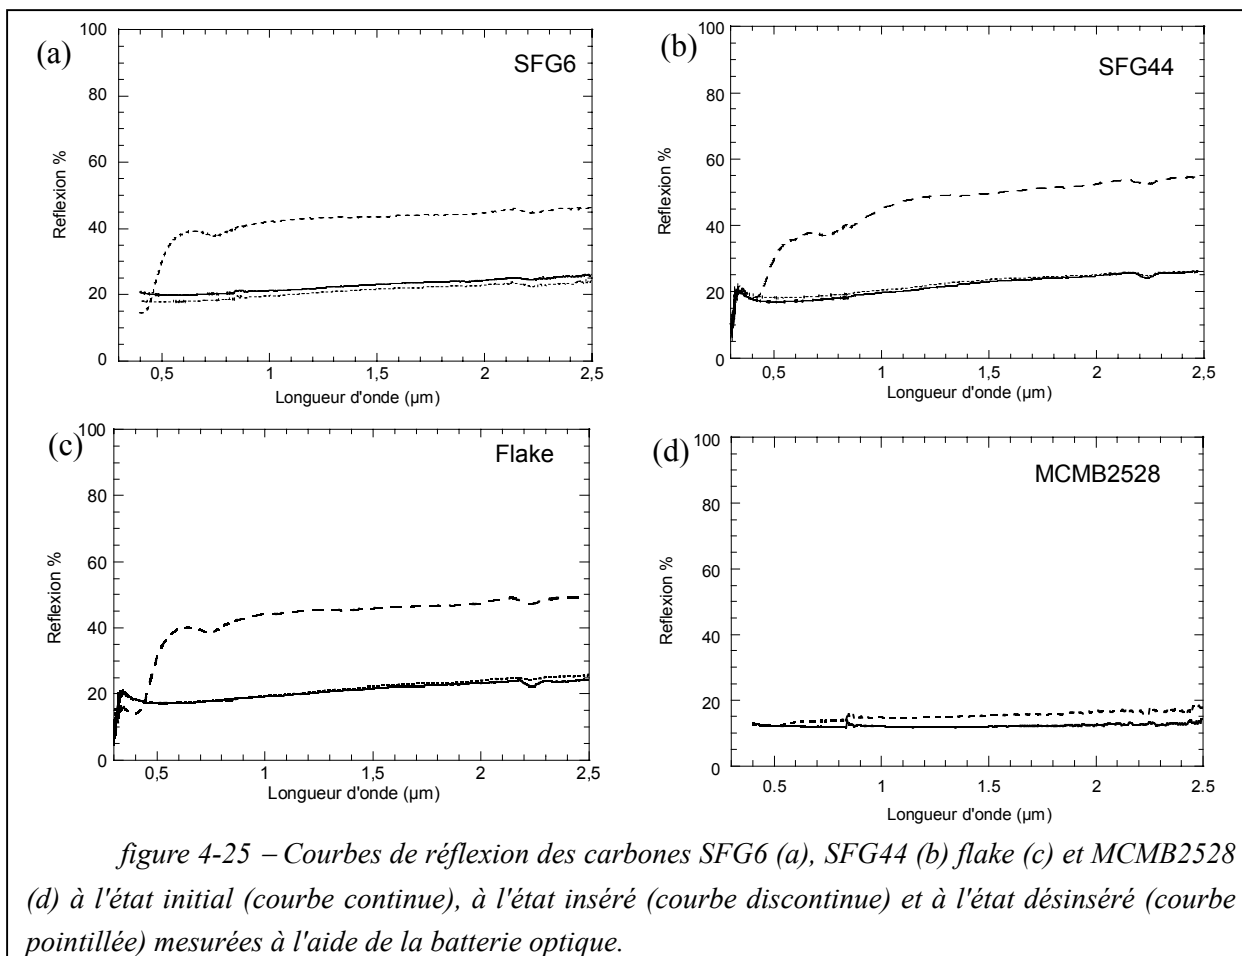 (a)
SFG6
100
80
60
40
20
0
Reflexion %
0,5
1
1,5
2
2,5
Longueur d'onde (µm)
(b)
SFG44
100
80
60
40
20
0
Reflexion %
0,5
1
1,5
2
2,5
Longueur d'onde (µm)
(c)
Flake
100
80
60
40
20
0
Reflexion %
0,5
1
1,5
2
2,5
Longueur d'onde (µm)
(d)
MCMB2528
100
80
60
40
20
0
Reflexion %
0.5
1
1.5
2
2.5
Longueur d'onde (µm)
figure 4-25 – Courbes de réflexion des carbones SFG6 (a), SFG44 (b) flake (c) et MCMB2528
(d) à l'état initial (courbe continue), à l'état inséré (courbe discontinue) et à l'état désinséré (courbe
pointillée) mesurées à l'aide de la batterie optique.